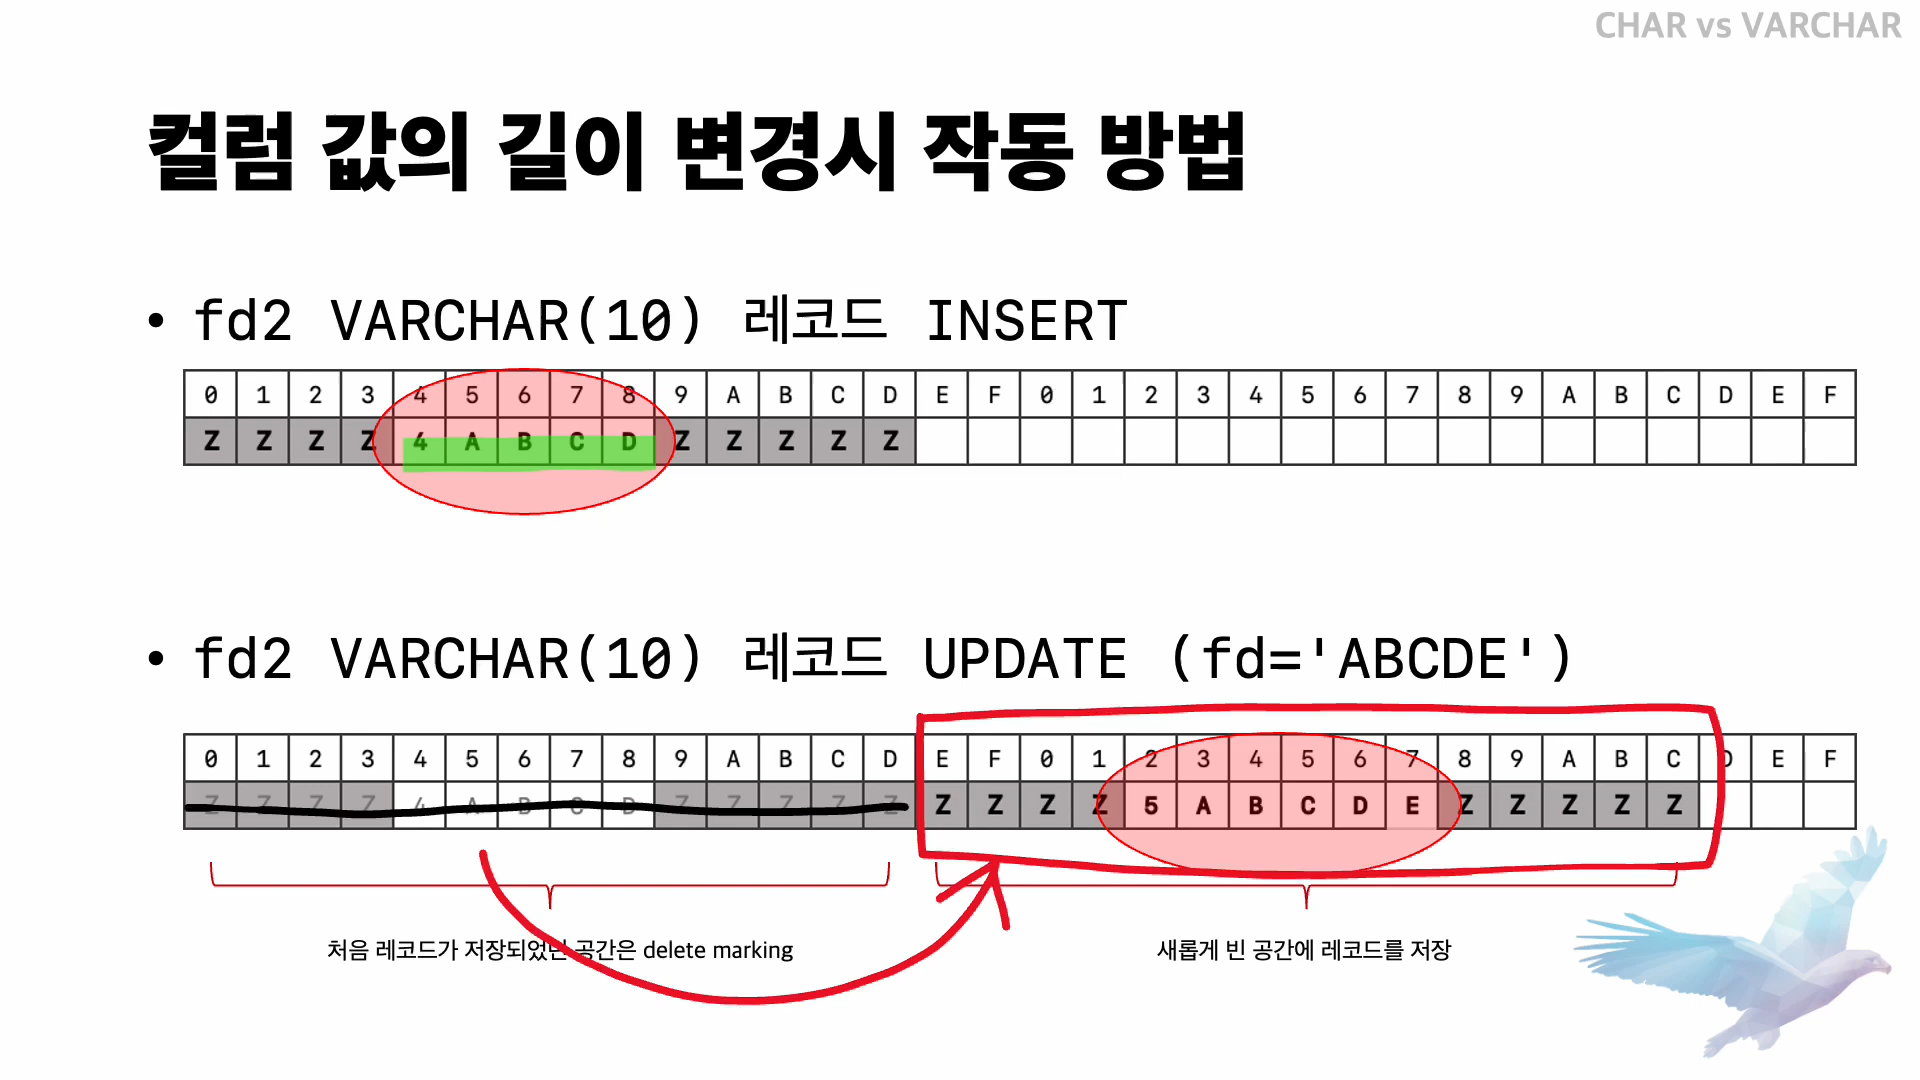 CHAR vs VARCHAR
컬럼 값의 길이 변경시 작동 방법
• fd2 VARCHAR(10) 레코드 INSERT
0 1 2 3 4 5 6 7 8 9 A B C D E F 0 1 2 3 4 5 6 7 8 9 A B C D E F
Z Z Z Z 4 A B C D Z Z Z Z Z
• fd2 VARCHAR(10) 레코드 UPDATE (fd='ABCDE')
0 1 2 3 4 5 6 7 8 9 A B C D E F 0 1 2 3 4 5 6 7 8 9 A B C D E F
Z Z Z Z 4 A B C D Z Z Z Z Z Z Z Z Z 5 A B C D E Z Z Z Z Z
처음 레코드가 저장되었던 공간은 delete marking
새롭게 빈 공간에 레코드를 저장